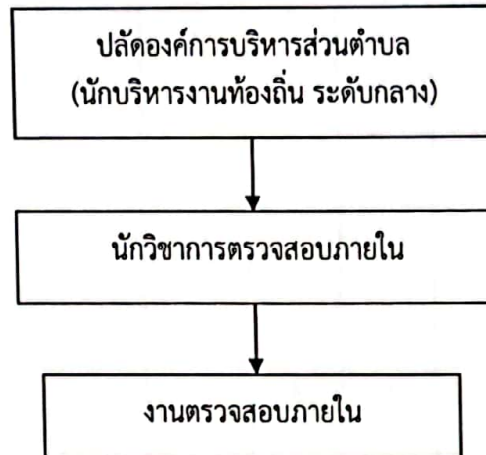 ปลัดองค์การบริหารส่วนตำบล
(นักบริหารงานท้องถิ่น ระดับกลาง)
นักวิชาการตรวจสอบภายใน
งานตรวจสอบภายใน